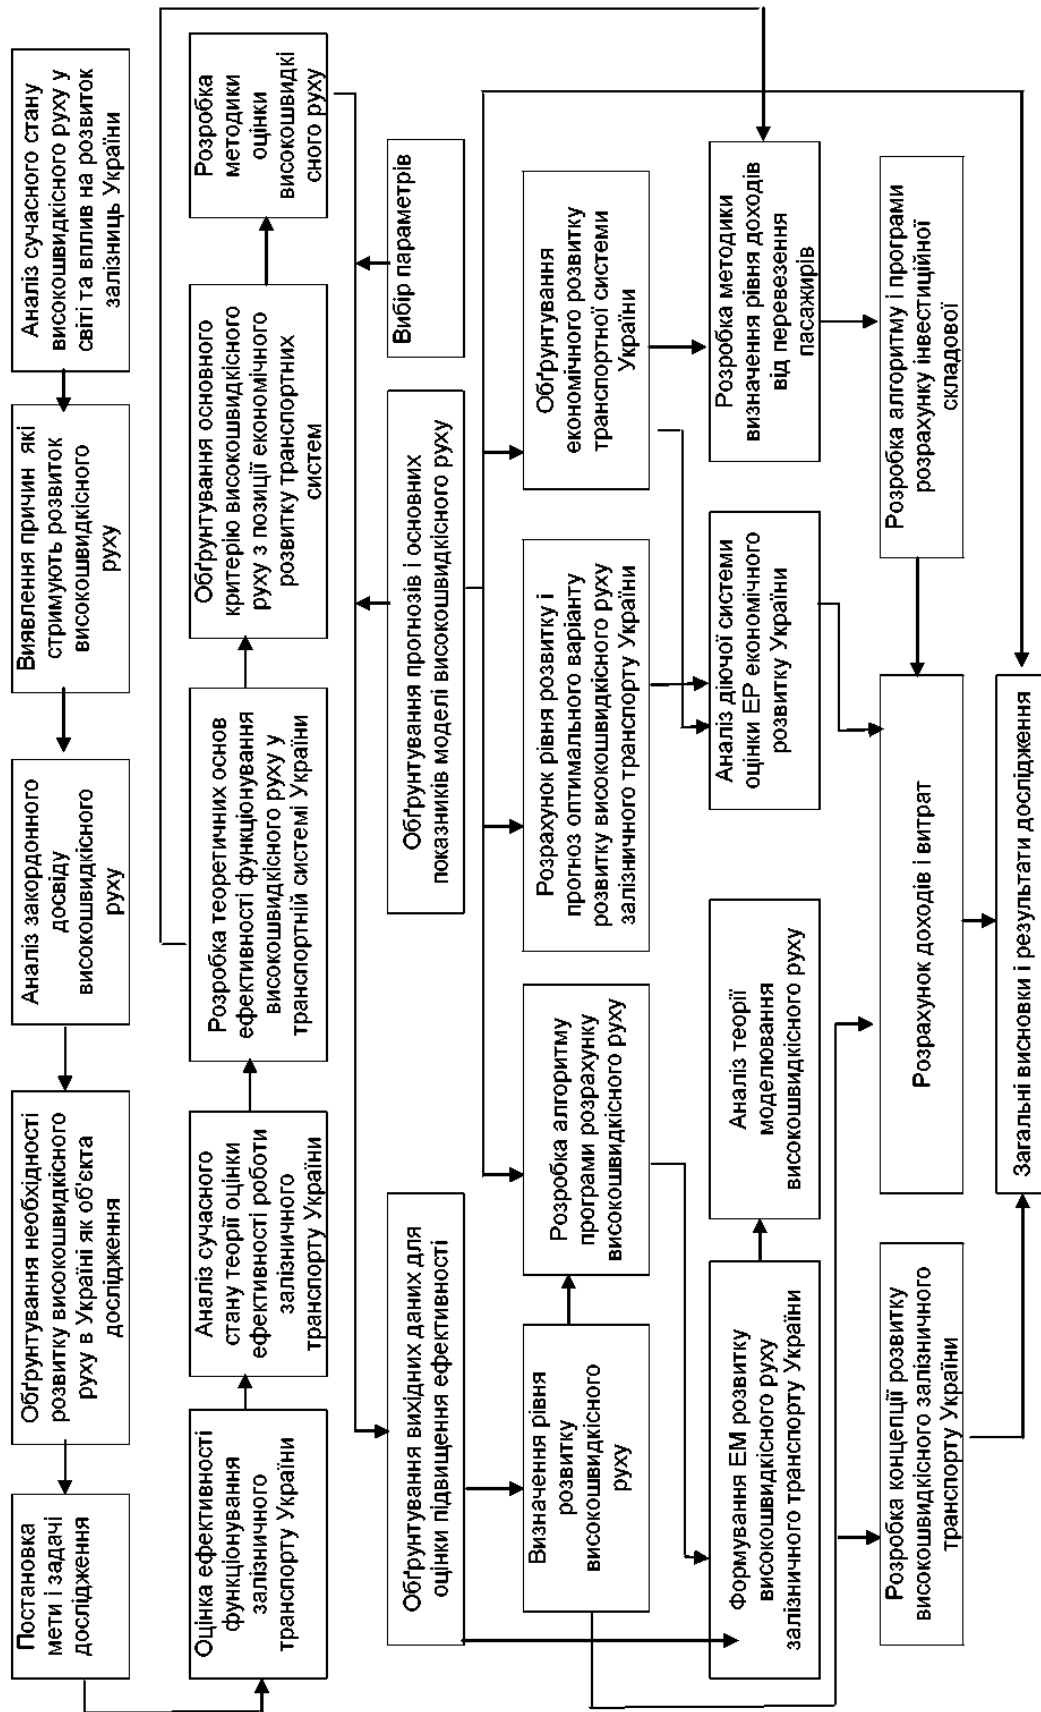 Аналіз сучасного стану
високошвидкісного руху у
світі та вплив на розвиток
залізниць України
Виявлення причин які
стримують розвиток
високошвидкісного
руху
Аналіз закордонного
досвіду
високошвидкісного
руху
Обґрунтування необхідності
розвитку високошвидкісного
руху в Україні як об'єкта
дослідження
Постановка
мети і задачі
дослідження
Оцінка ефективності
функціонування
залізничного
транспорту України
Аналіз сучасного
стану теорії оцінки
ефективності роботи
залізничного
транспорту України
Розробка теоретичних основ
ефективності функціонування
високошвидкісного руху у
транспортній системі України
Обґрунтування основного
критерію високошвидкісного
руху з позиції економічного
розвитку транспортних
систем
Розробка
методики
оцінки
високошвидкі
сного руху
Вибір параметрів
Обґрунтування прогнозів і основних
показників моделі високошвидкісного руху
Обґрунтування вихідних даних для
оцінки підвищення ефективності
Визначення рівня
розвитку
високошвидкісного
руху
Розробка алгоритму
програми розрахунку
високошвидкісного руху
Розрахунок рівня розвитку і
прогноз оптимального варіанту
розвитку високошвидкісного руху
залізничного транспорту України
Обґрунтування
економічного розвитку
транспортної системи
України
Формування ЕМ розвитку
високошвидкісного руху
залізничного транспорту України
Аналіз теорії
моделювання
високошвидкісного руху
Аналіз діючої системи
оцінки ЕР економічного
розвитку України
Розробка методики
визначення рівня доходів
від перевезення
пасажирів
Розробка концепції розвитку
високошвидкісного залізничного
транспорту України
Розрахунок доходів і витрат
Розробка алгоритму і програми
розрахунку інвестиційної
складової
Загальні висновки і результати дослідження